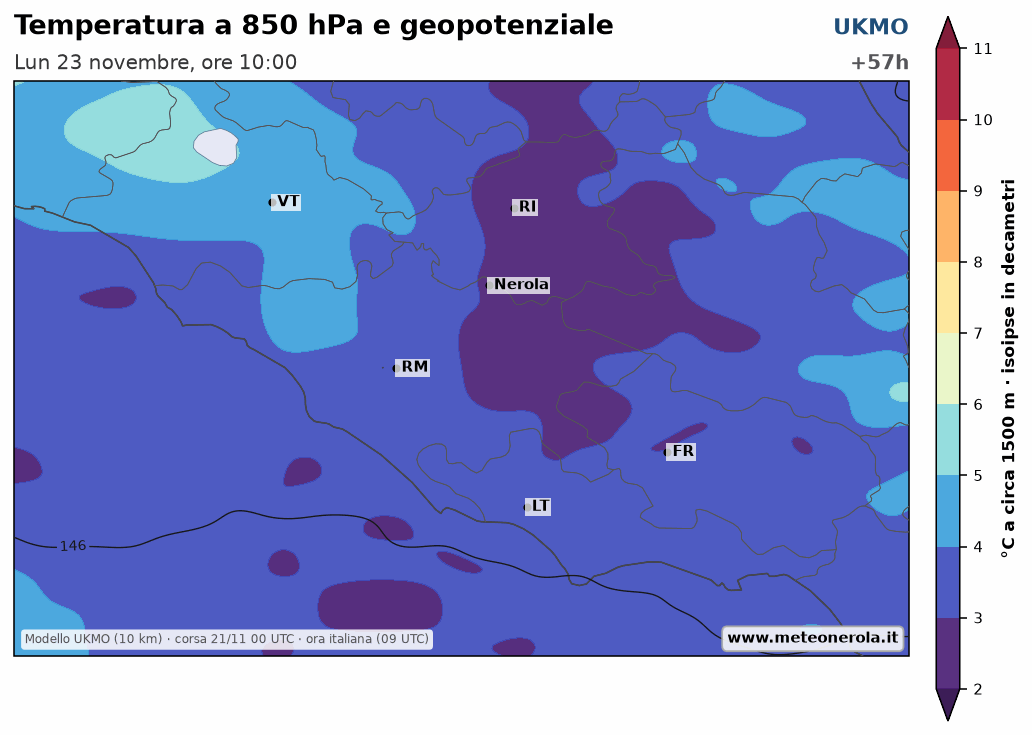 Temperatura a 850 hPa e geopotenziale
UKMO
Lun 23 novembre, ore 10:00
+57h
11
10
9
8
7
6
5
4
3
2
°C a circa 1500 m · isoipse in decametri
VT
RI
Nerola
RM
FR
LT
146
Modello UKMO (10 km) · corsa 21/11 00 UTC · ora italiana (09 UTC)
www.meteonerola.it